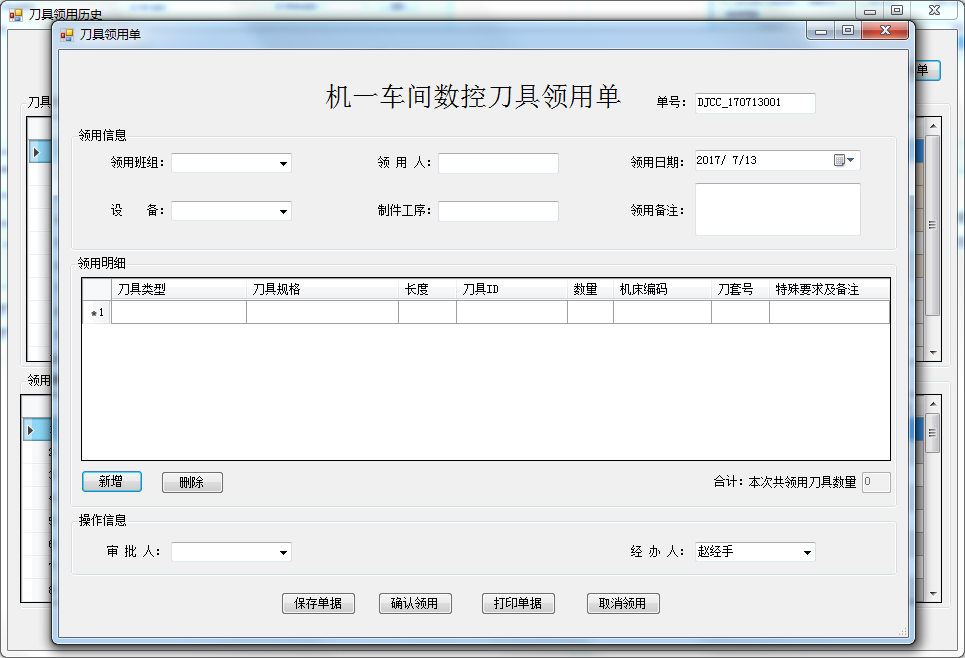 刀具领用历史
刀具领用单
机一车间数控刀具领用单 单号： DJCC_170713001
单
刀具
领用信息
领用班组： 领 用 人： 领用日期： 2017/ 7/13
设 备： 制件工序： 领用备注：
领用明细
刀具类型 刀具规格 长度 刀具ID 数量 机床编码 刀套号 特殊要求及备注
*1
领用
新增 删除 合计：本次共领用刀具数量 0
操作信息
审 批 人： 经 办 人： 赵经手
保存单据 确认领用 打印单据 取消领用